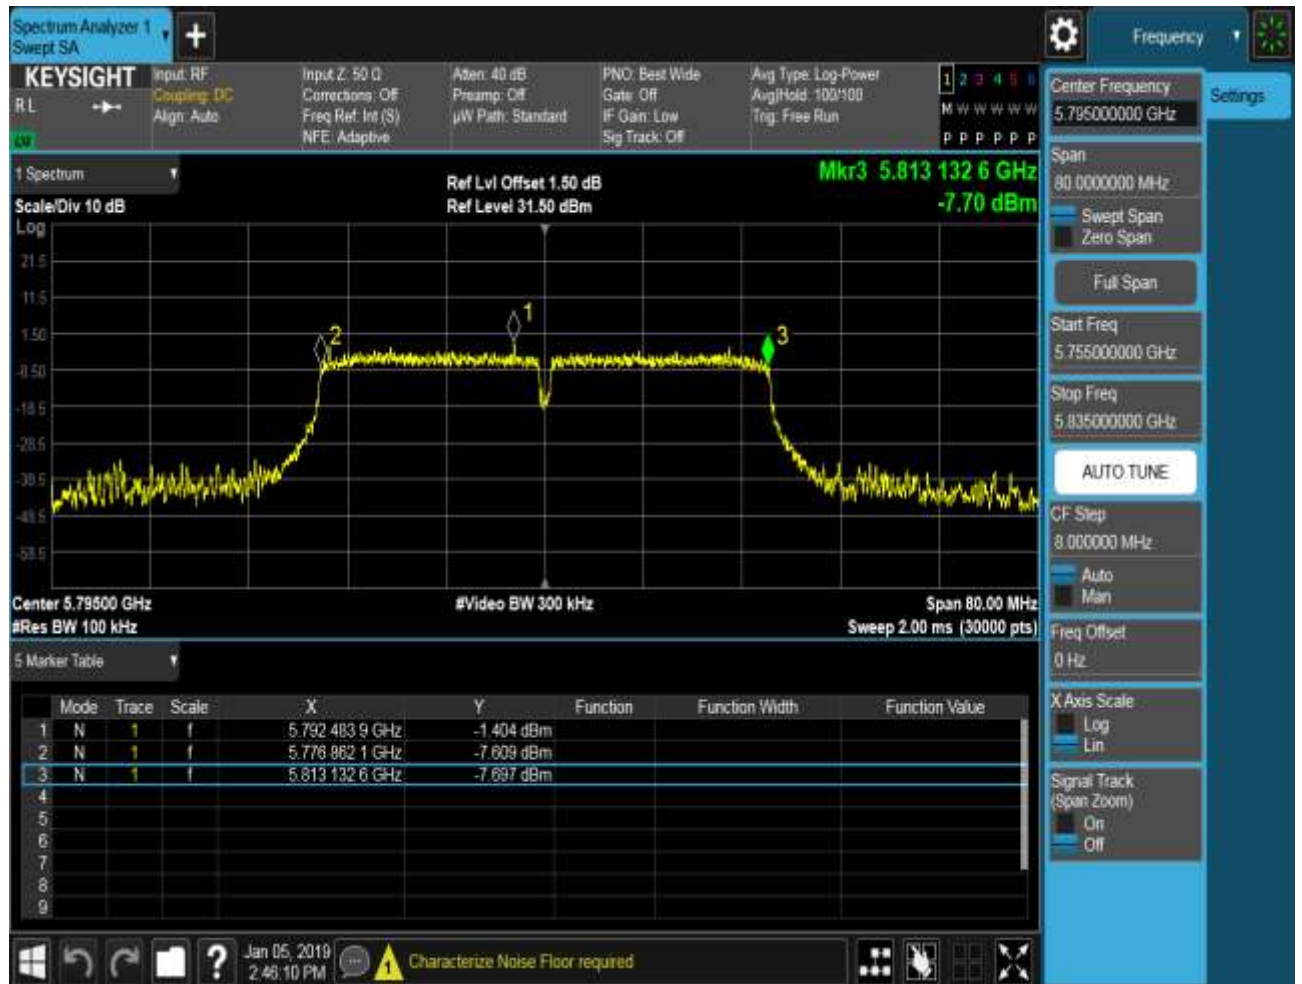 Spectrum Analyzer 1
Swept SA
+
Frequency
KEYSIGHT
R L
Input: RF
Coupling: DC
Align: Auto
Input Z: 50 Ω
Corrections: Off
Freq Ref: Int (S)
NFE: Adaptive
Atten: 40 dB
Preamp: Off
µW Path: Standard
PNO: Best Wide
Gate: Off
IF Gain: Low
Sig Track: Off
Avg Type: Log-Power
Avg|Hold: 100/100
Trig: Free Run
1 2 3 4 5 6
M W W W W W
P P P P P P
1 Spectrum
Scale/Div 10 dB
Ref Lvl Offset 1.50 dB
Ref Level 31.50 dBm
Mkr3 5.813 132 6 GHz
-7.70 dBm
Log
21.5
11.5
1.50
-8.50
-18.5
-28.5
-38.5
-48.5
-58.5
2
1
3
Center 5.79500 GHz
#Res BW 100 kHz
#Video BW 300 kHz
Span 80.00 MHz
Sweep 2.00 ms (30000 pts)
5 Marker Table
Mode Trace Scale X Y Function Function Width Function Value
1 N 1 f 5.792 483 9 GHz -1.404 dBm
2 N 1 f 5.776 862 1 GHz -7.609 dBm
3 N 1 f 5.813 132 6 GHz -7.697 dBm
4
5
6
7
8
9
Jan 05, 2019
2:46:10 PM
?
1
Characterize Noise Floor required
Settings
Center Frequency
5.795000000 GHz
Span
80.0000000 MHz
Swept Span
Zero Span
Full Span
Start Freq
5.755000000 GHz
Stop Freq
5.835000000 GHz
AUTO TUNE
CF Step
8.000000 MHz
Auto
Man
Freq Offset
0 Hz
X Axis Scale
Log
Lin
Signal Track
(Span Zoom)
On
Off